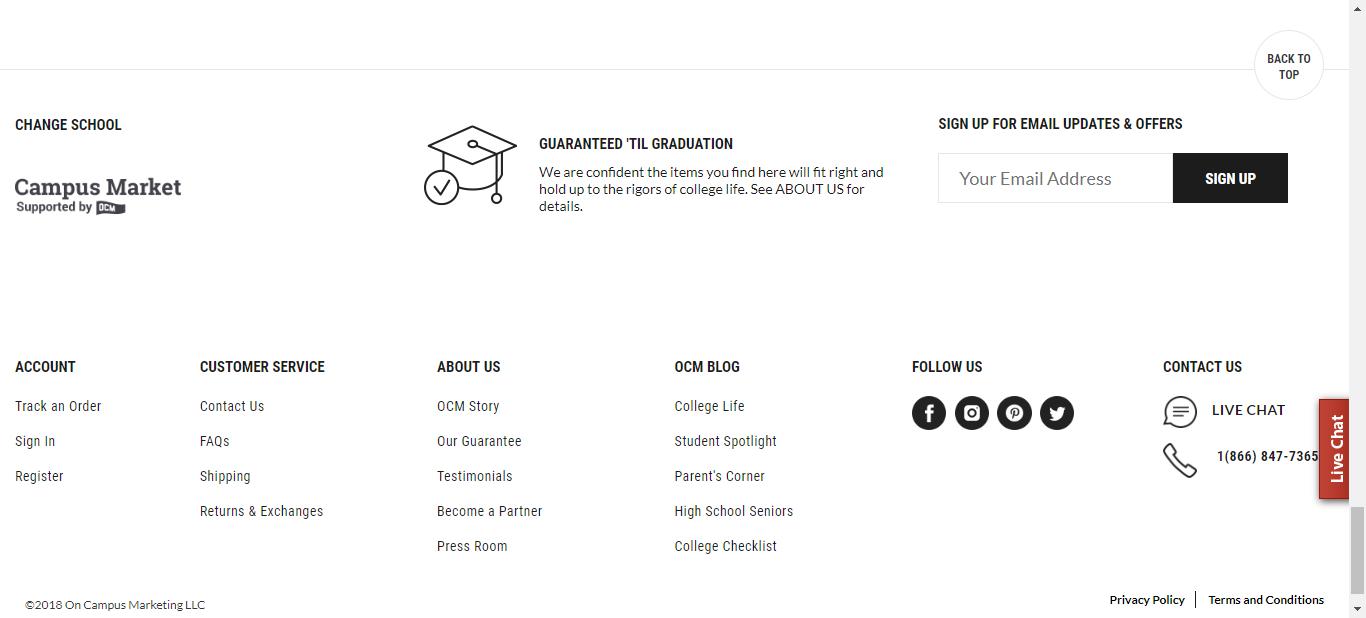 BACK TO
TOP
CHANGE SCHOOL
Campus Market
Supported by OCM
GUARANTEED 'TIL GRADUATION
We are confident the items you find here will fit right and
hold up to the rigors of college life. See ABOUT US for
details.
SIGN UP FOR EMAIL UPDATES & OFFERS
Your Email Address
SIGN UP
ACCOUNT
Track an Order
Sign In
Register
CUSTOMER SERVICE
Contact Us
FAQs
Shipping
Returns & Exchanges
ABOUT US
OCM Story
Our Guarantee
Testimonials
Become a Partner
Press Room
OCM BLOG
College Life
Student Spotlight
Parent's Corner
High School Seniors
College Checklist
FOLLOW US
CONTACT US
LIVE CHAT
1(866) 847-7365
Live Chat
©2018 On Campus Marketing LLC
Privacy Policy
Terms and Conditions